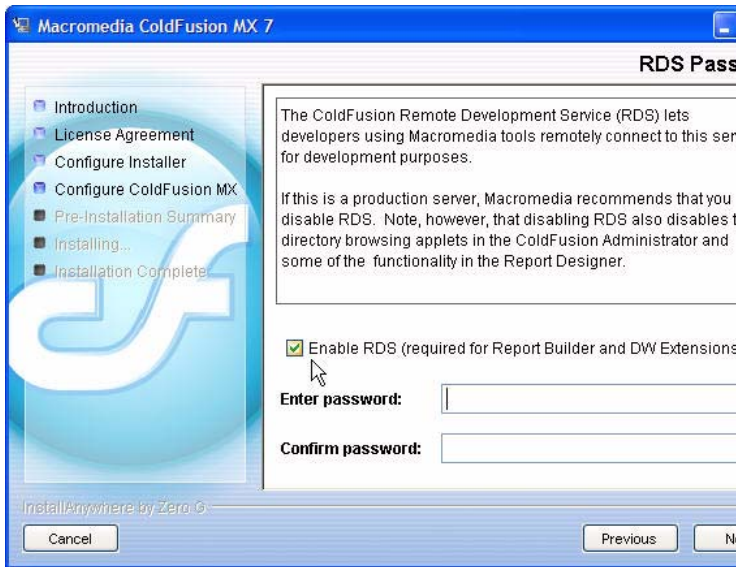 Macromedia ColdFusion MX 7
RDS Pass
Introduction
License Agreement
Configure Installer
Configure ColdFusion MX
Pre-Installation Summary
Installing...
Installation Complete
The ColdFusion Remote Development Service (RDS) lets
developers using Macromedia tools remotely connect to this ser
for development purposes.
If this is a production server, Macromedia recommends that you
disable RDS. Note, however, that disabling RDS also disables t
directory browsing applets in the ColdFusion Administrator and
some of the functionality in the Report Designer.
Enable RDS (required for Report Builder and DW Extensions
Enter password:
Confirm password:
InstallAnywhere by Zero G
Cancel
Previous
Ne